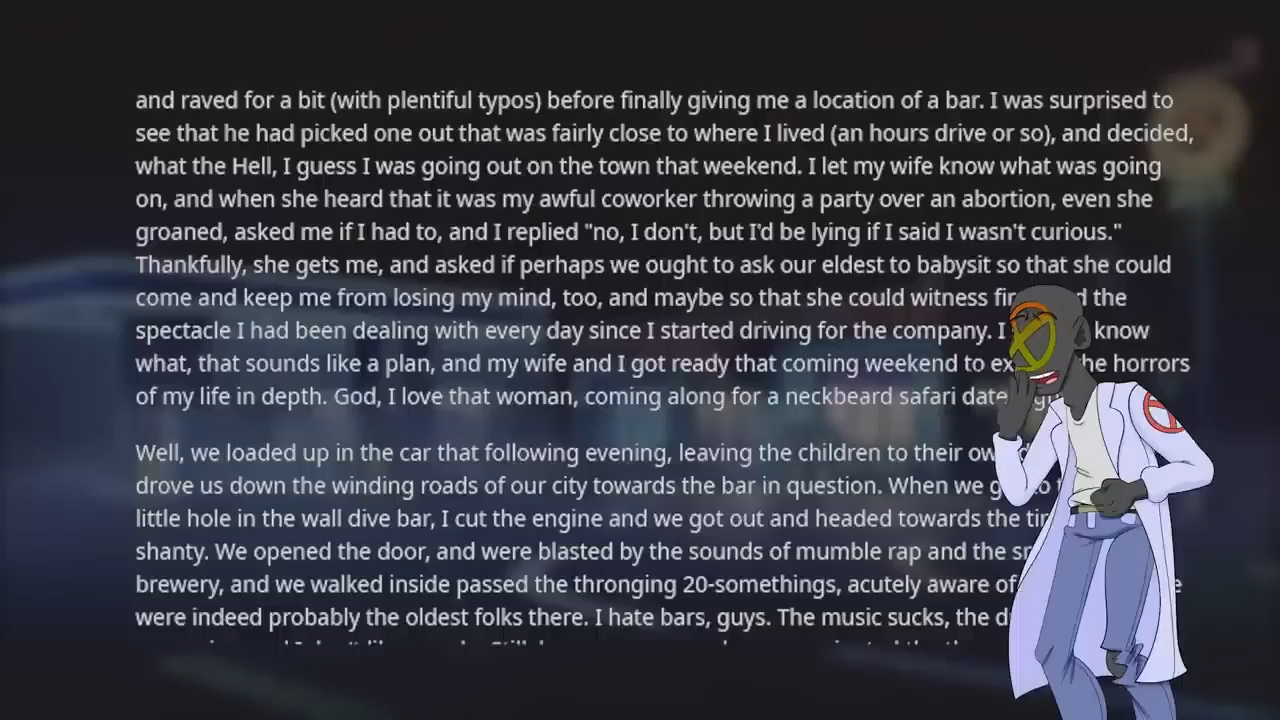 and raved for a bit (with plentiful typos) before finally giving me a location of a bar. I was surprised to
see that he had picked one out that was fairly close to where I lived (an hours drive or so), and decided,
what the Hell, I guess I was going out on the town that weekend. I let my wife know what was going
on, and when she heard that it was my awful coworker throwing a party over an abortion, even she
groaned, asked me if I had to, and I replied "no, I don't, but I'd be lying if I said I wasn't curious."
Thankfully, she gets me, and asked if perhaps we ought to ask our eldest to babysit so that she could
come and keep me from losing my mind, too, and maybe so that she could witness the
spectacle I had been dealing with every day since I started driving for the company. I know
what, that sounds like a plan, and my wife and I got ready that coming weekend to horrors
of my life in depth. God, I love that woman, coming along for a neckbeard safari date
Well, we loaded up in the car that following evening, leaving the children to their
drove us down the winding roads of our city towards the bar in question. When we
little hole in the wall dive bar, I cut the engine and we got out and headed towards the
shanty. We opened the door, and were blasted by the sounds of mumble rap and the
brewery, and we walked inside passed the thronging 20-somethings, acutely aware of
were indeed probably the oldest folks there. I hate bars, guys. The music sucks, the